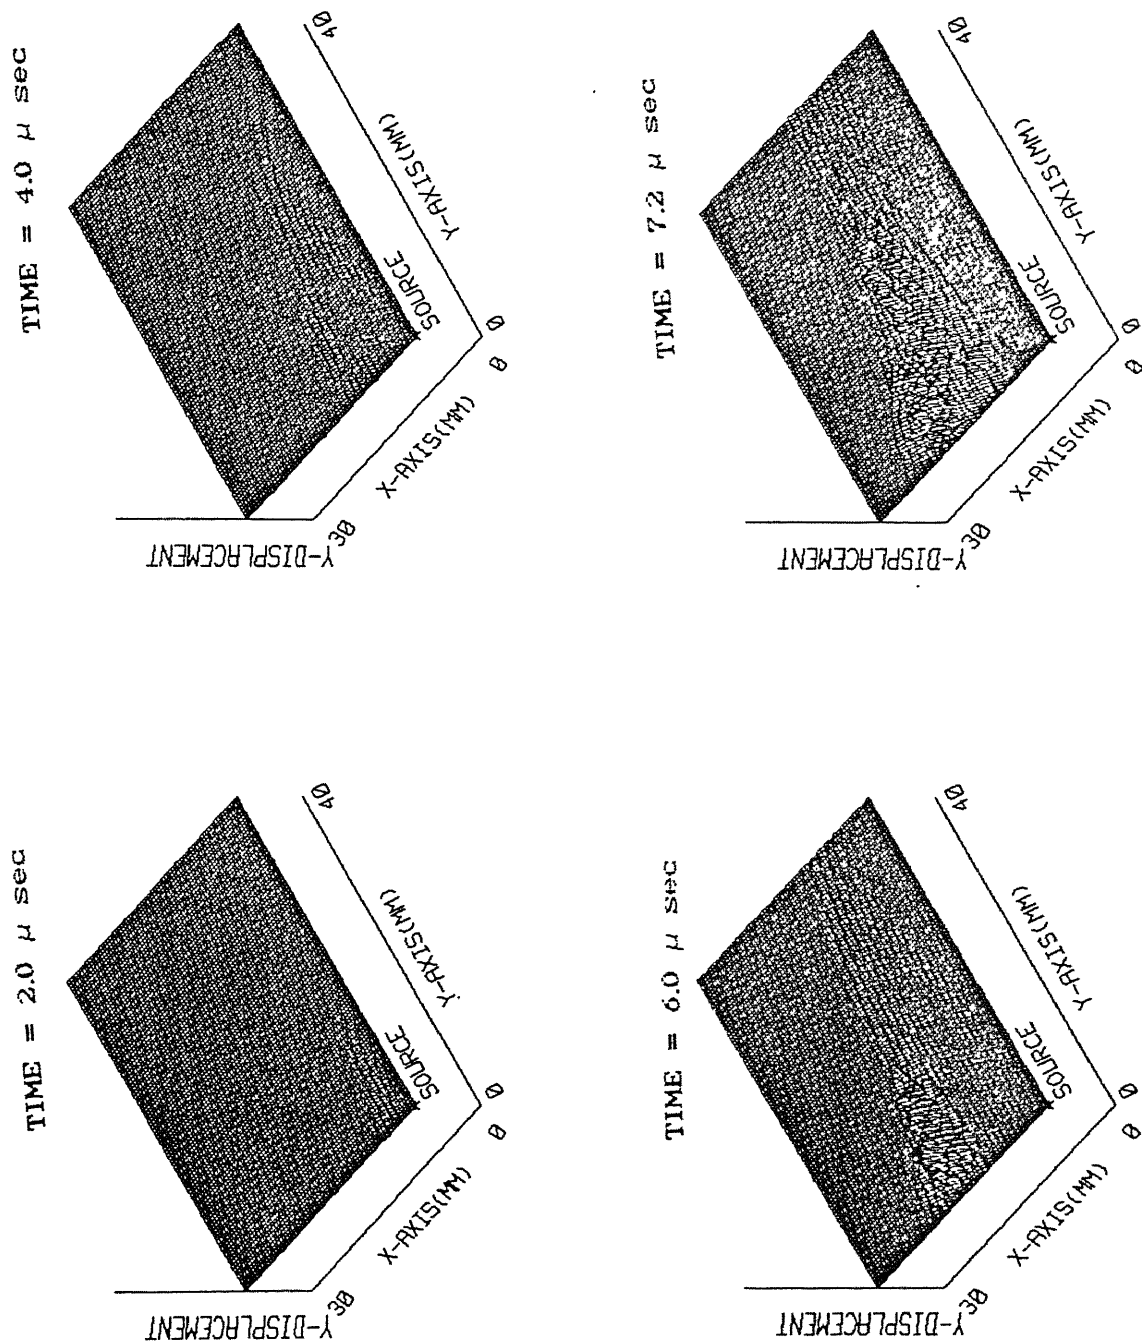 TIME = 4.0 μ sec
Y-DISPLACEMENT
30
X-AXIS(MM)
0
0
SOURCE
Y-AXIS(MM)
40
TIME = 7.2 μ sec
Y-DISPLACEMENT
30
X-AXIS(MM)
0
0
SOURCE
Y-AXIS(MM)
40
TIME = 2.0 μ sec
Y-DISPLACEMENT
30
X-AXIS(MM)
0
0
SOURCE
Y-AXIS(MM)
40
TIME = 6.0 μ sec
Y-DISPLACEMENT
30
X-AXIS(MM)
0
0
SOURCE
Y-AXIS(MM)
40